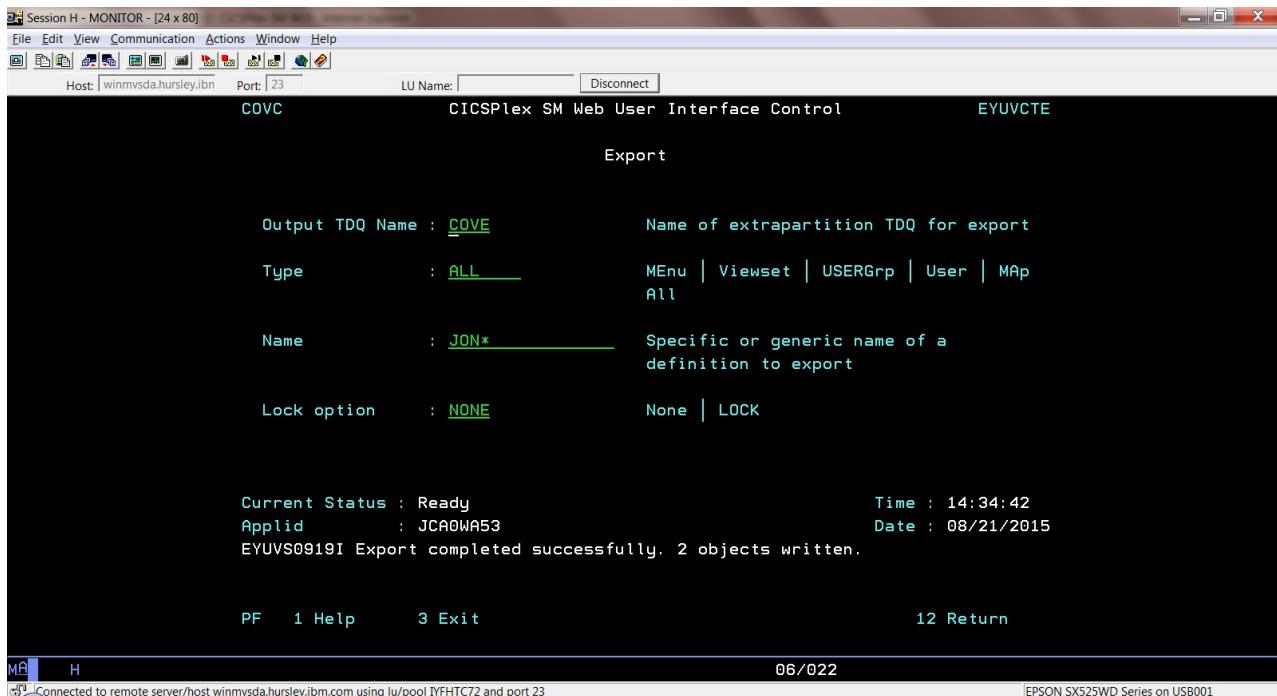 Session H - MONITOR - [24 x 80]
File Edit View Communication Actions Window Help
Host: winmvsda.hursley.ibn Port: 23 LU Name: Disconnect
COVC CICSPlex SM Web User Interface Control EYUVCTE
Export
Output TDQ Name : COVE Name of extrapartition TDQ for export
Type : ALL MEnu | Viewset | USERGrp | User | MAp
All
Name : JON* Specific or generic name of a
definition to export
Lock option : NONE None | LOCK
Current Status : Ready Time : 14:34:42
Applid : JCA0WA53 Date : 08/21/2015
EYUVS0919I Export completed successfully. 2 objects written.
PF 1 Help 3 Exit 12 Return
MA H 06/022
Connected to remote server/host winmvsda.hursley.ibm.com using lu/pool IYFHTC72 and port 23 EPSON SX525WD Series on USB001